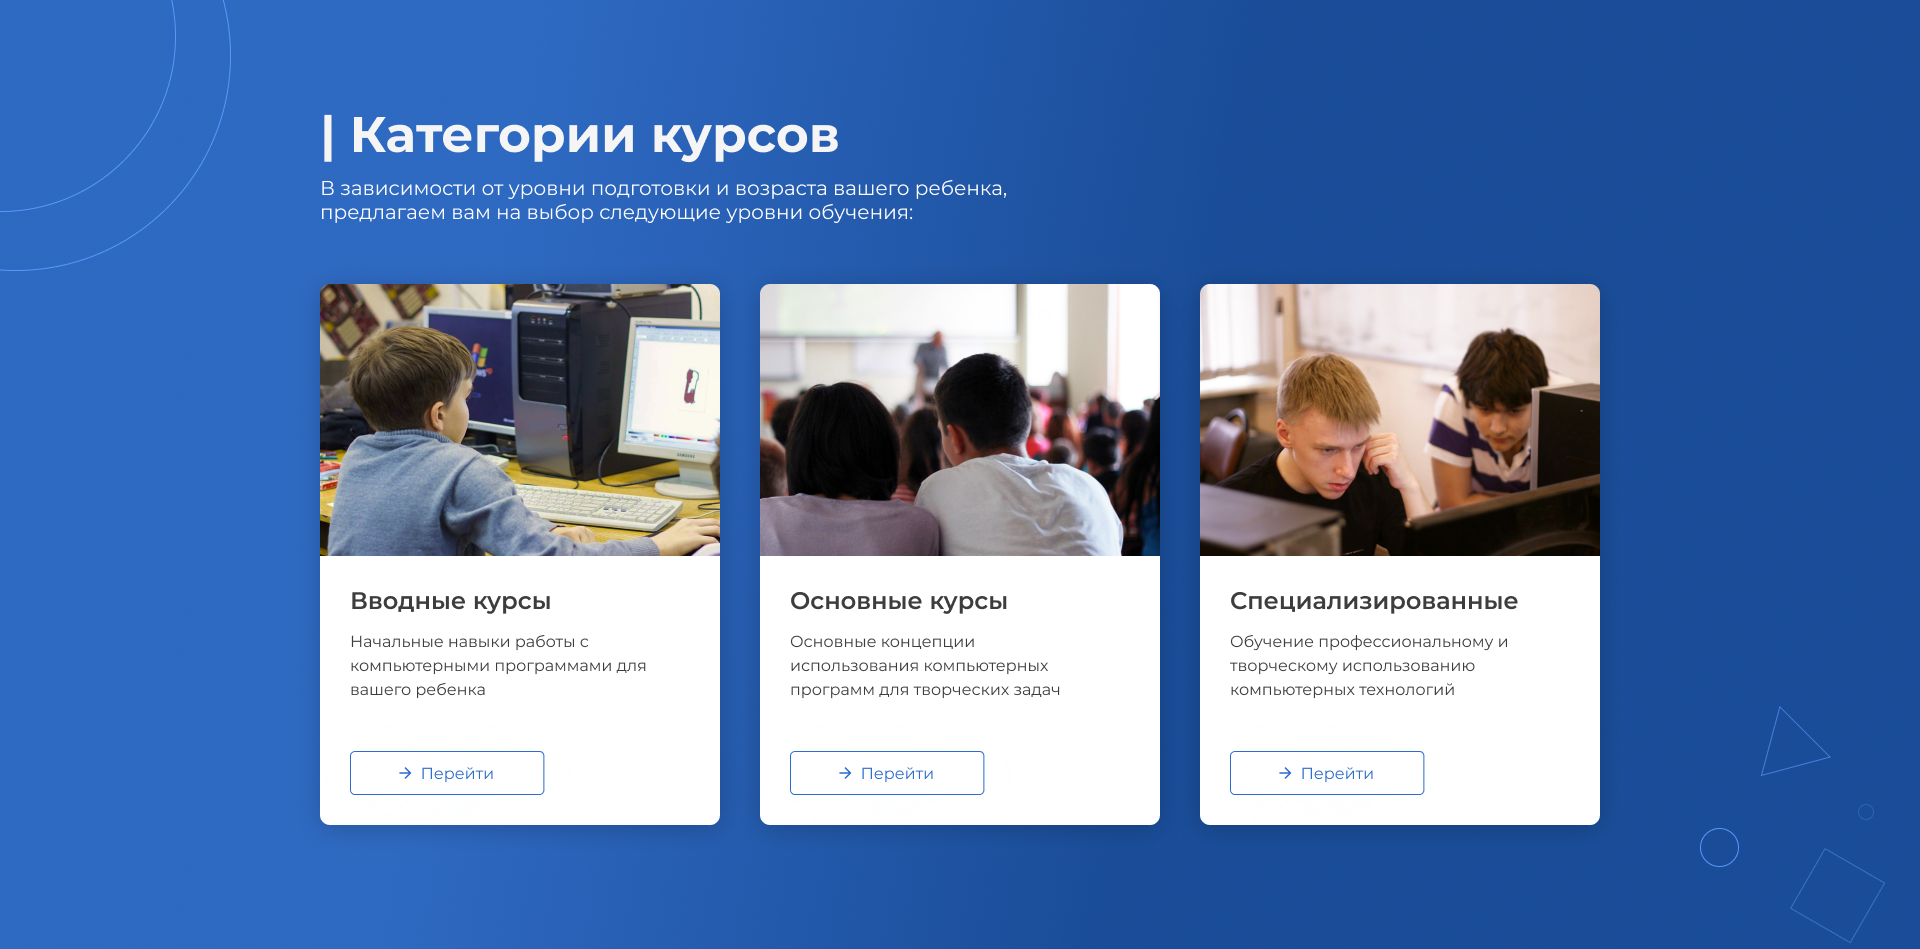 | Категории курсов
В зависимости от уровни подготовки и возраста вашего ребенка,
предлагаем вам на выбор следующие уровни обучения:
Вводные курсы
Начальные навыки работы с
компьютерными программами для
вашего ребенка
→ Перейти
Основные курсы
Основные концепции
использования компьютерных
программ для творческих задач
→ Перейти
Специализированные
Обучение профессиональному и
творческому использованию
компьютерных технологий
→ Перейти